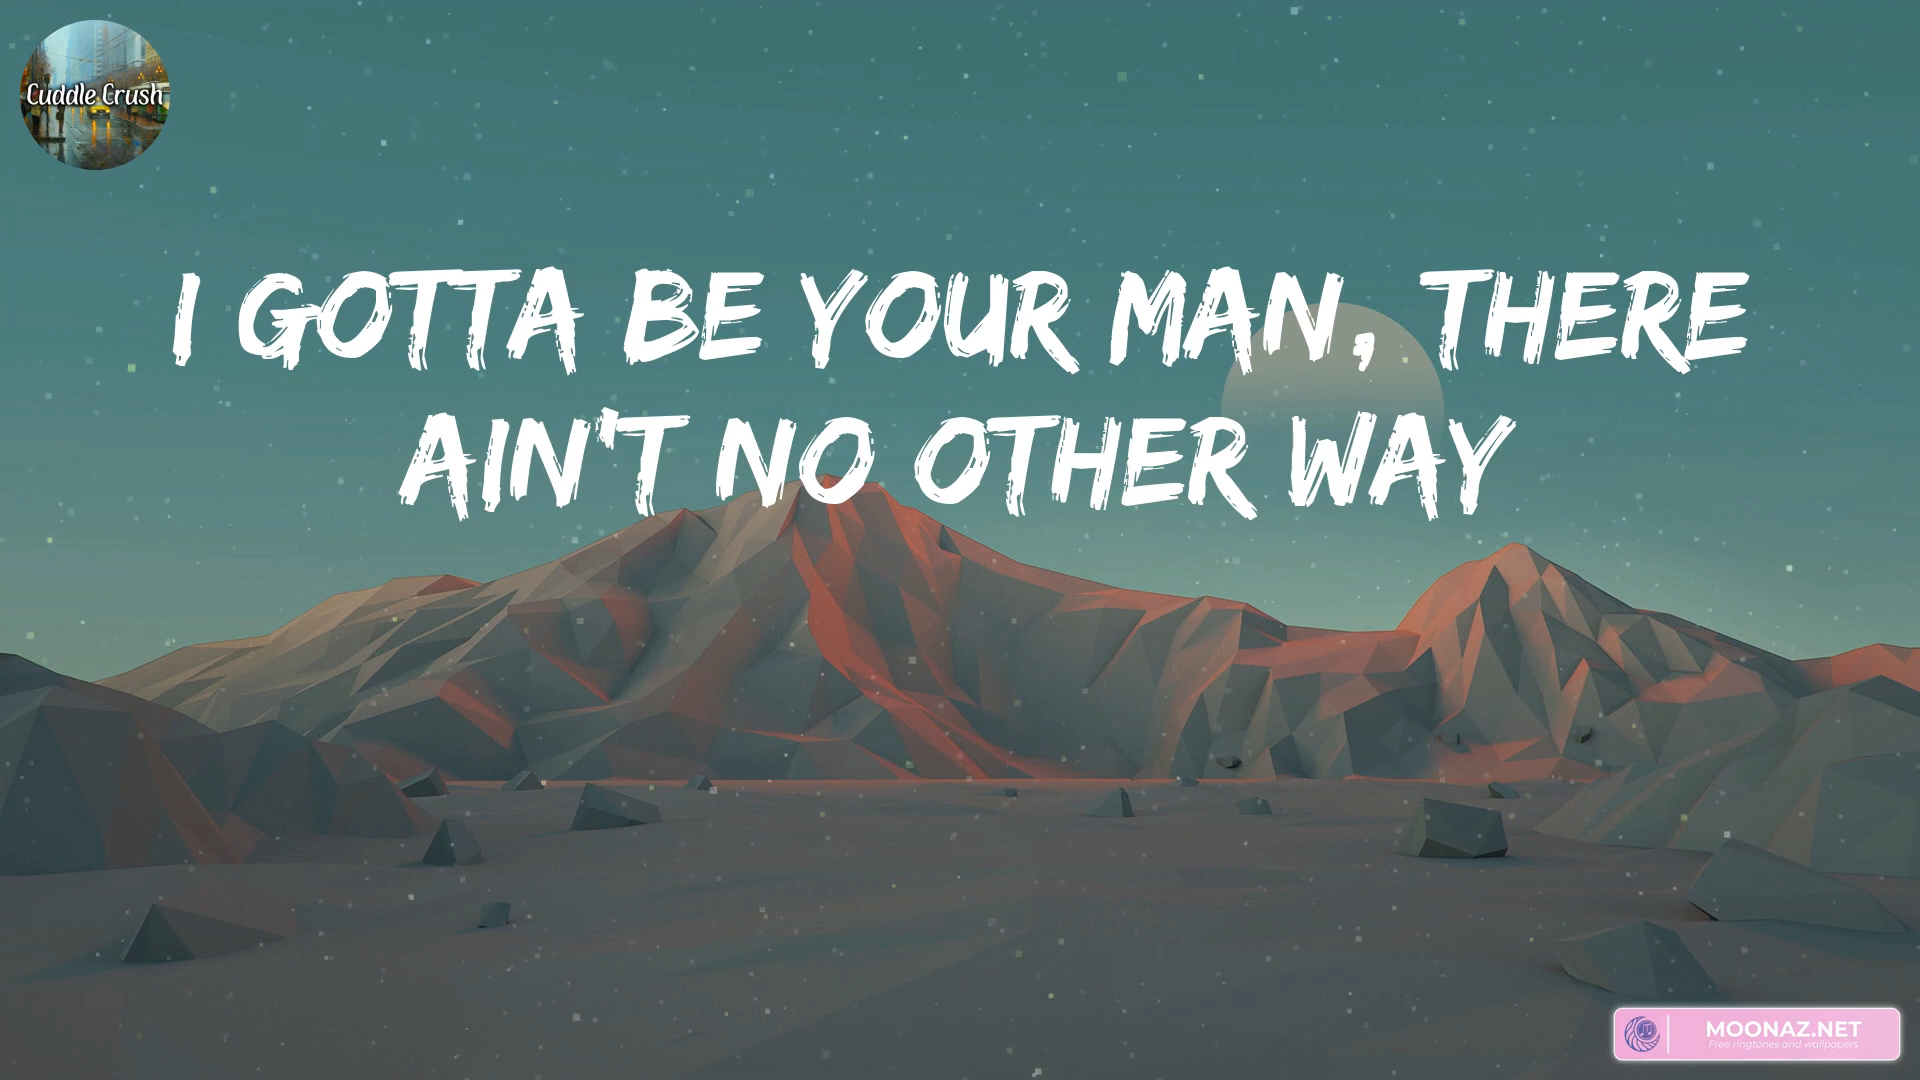 Cuddle Crush
I GOTTA BE YOUR MAN, THERE
AIN'T NO OTHER WAY
MOONAZ.NET
Free ringtones and wallpapers